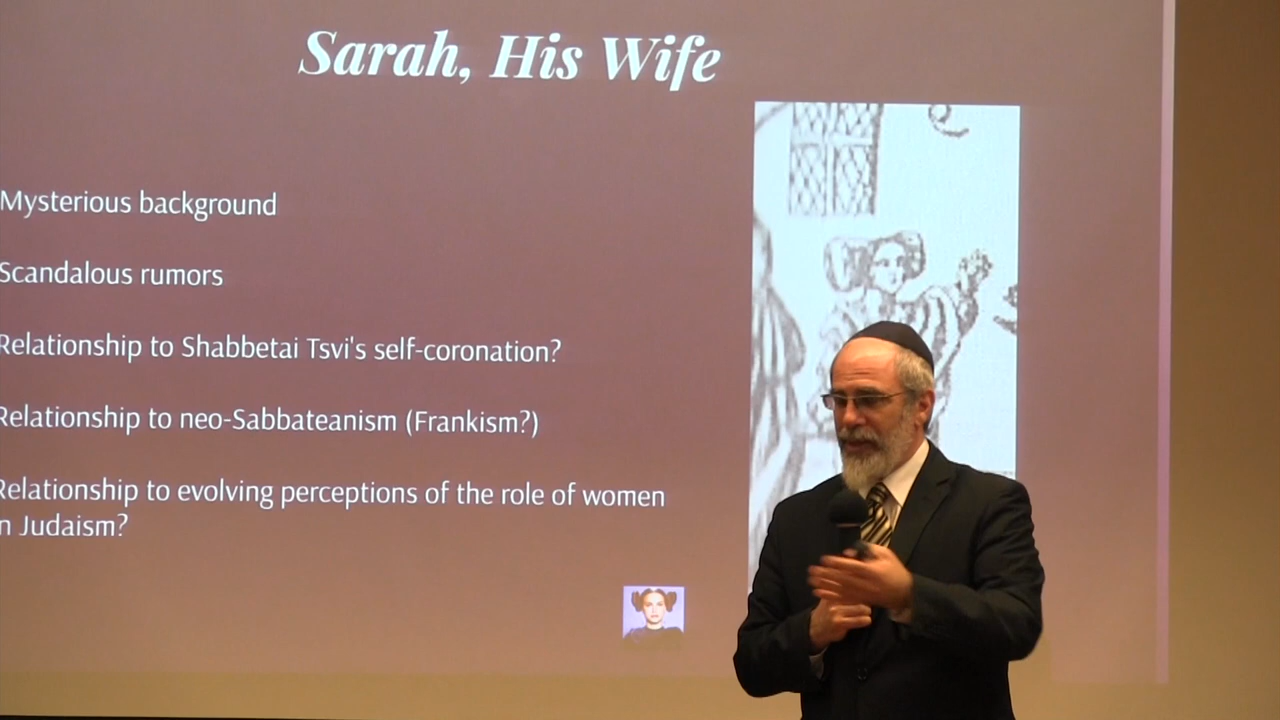 Sarah, His Wife
Mysterious background
Scandalous rumors
Relationship to Shabbetai Tsvi's self-coronation?
Relationship to neo-Sabbateanism (Frankism?)
Relationship to evolving perceptions of the role of women
n Judaism?